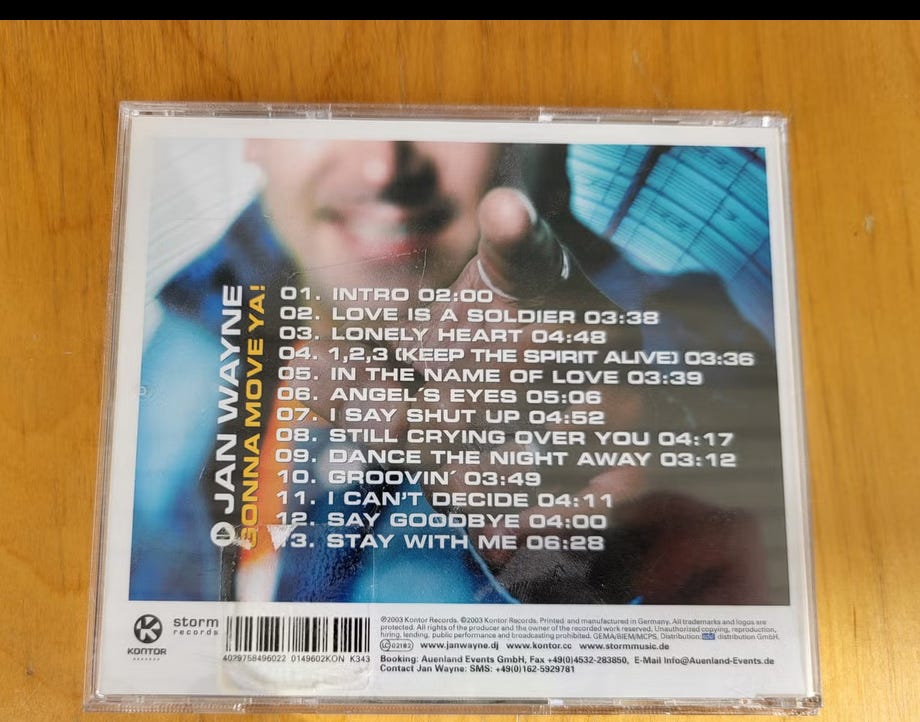 JAN WAYNE
GONNA MOVE YA!
01. INTRO 02:00
02. LOVE IS A SOLDIER 03:38
03. LONELY HEART 04:48
04. 1,2,3 (KEEP THE SPIRIT ALIVE) 03:36
05. IN THE NAME OF LOVE 03:39
06. ANGEL´S EYES 05:06
07. I SAY SHUT UP 04:52
08. STILL CRYING OVER YOU 04:17
09. DANCE THE NIGHT AWAY 03:12
10. GROOVIN´ 03:49
11. I CAN'T DECIDE 04:11
12. SAY GOODBYE 04:00
13. STAY WITH ME 06:28
K
KONTOR
RECORDS
storm
records
4029758496022 0149602KON K343
℗2003 Kontor Records. ©2003 Kontor Records. Printed and manufactured in Germany. All trademarks and logos are
protected. All rights of the producer and the owner of the recorded work reserved. Unauthorized copying, reproduction,
hiring, lending, public performance and broadcasting prohibited. GEMA/BIEM/MCPS. Distribution: edel distribution GmbH.
LC 02182 www.janwayne.dj www.kontor.cc www.stormmusic.de
Booking: Auenland Events GmbH, Fax +49(0)4532-283850, E-Mail Info@Auenland-Events.de
Contact Jan Wayne: SMS: +49(0)162-5929781